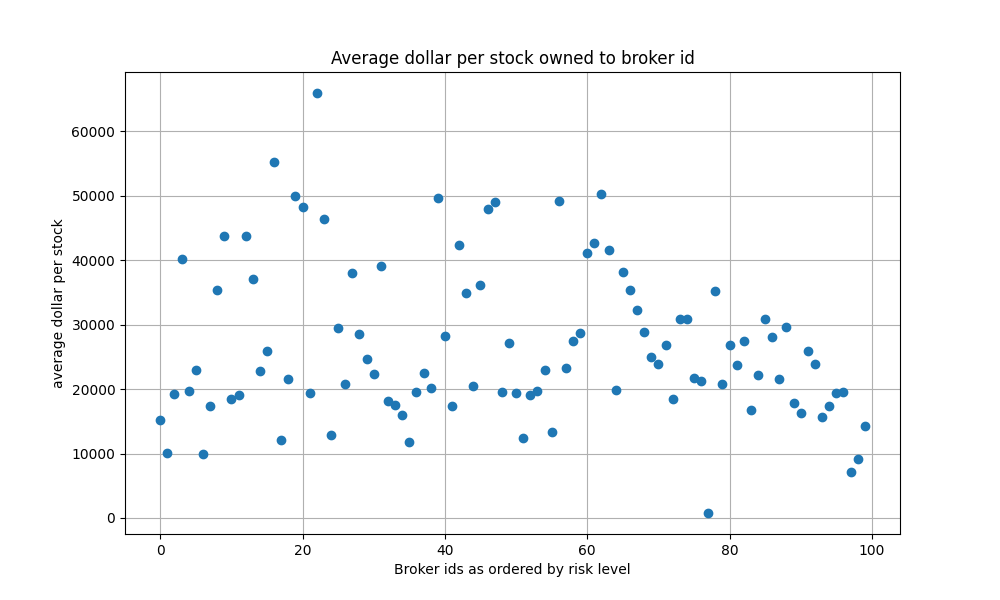 Average dollar per stock owned to broker id
average dollar per stock
60000
50000
40000
30000
20000
10000
0
0 20 40 60 80 100
Broker ids as ordered by risk level